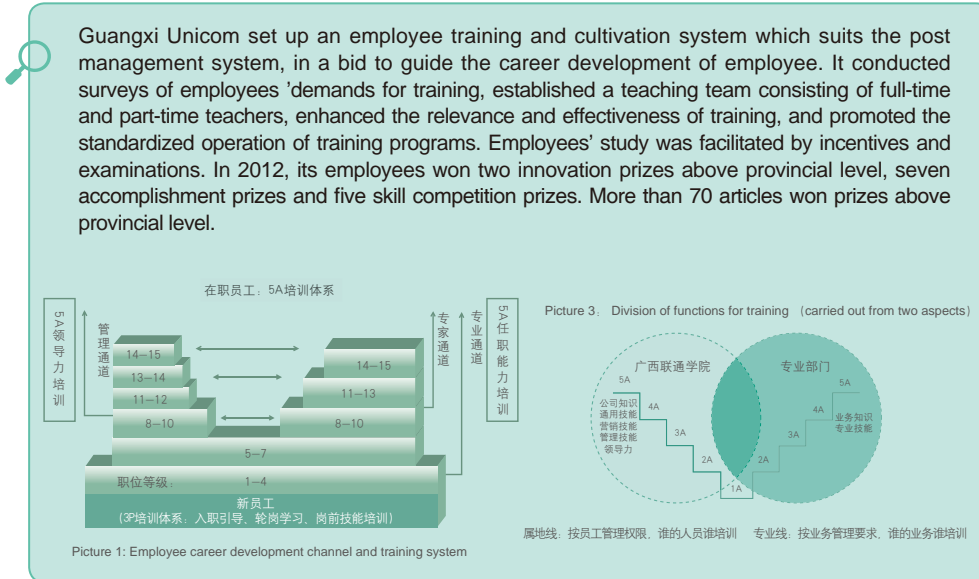 Guangxi Unicom set up an employee training and cultivation system which suits the post
management system, in a bid to guide the career development of employee. It conducted
surveys of employees 'demands for training, established a teaching team consisting of full-time
and part-time teachers, enhanced the relevance and effectiveness of training, and promoted the
standardized operation of training programs. Employees' study was facilitated by incentives and
examinations. In 2012, its employees won two innovation prizes above provincial level, seven
accomplishment prizes and five skill competition prizes. More than 70 articles won prizes above
provincial level.
在职员工：5A培训体系
5A领导力培训
管理通道
14—15
13—14
11—12
8—10
14—15
11—13
8—10
5—7
职位等级：
1—4
新员工
(3P培训体系：入职引导、轮岗学习、岗前技能培训)
专家通道
专业通道
5A任职能力培训
Picture 1: Employee career development channel and training system
Picture 3: Division of functions for training (carried out from two aspects)
广西联通学院
专业部门
5A
4A
3A
2A
1A
2A
3A
4A
5A
公司知识
通用技能
营销技能
管理技能
领导力
业务知识
专业技能
属地线：按员工管理权限、谁的人员谁培训
专业线：按业务管理要求、谁的业务谁培训